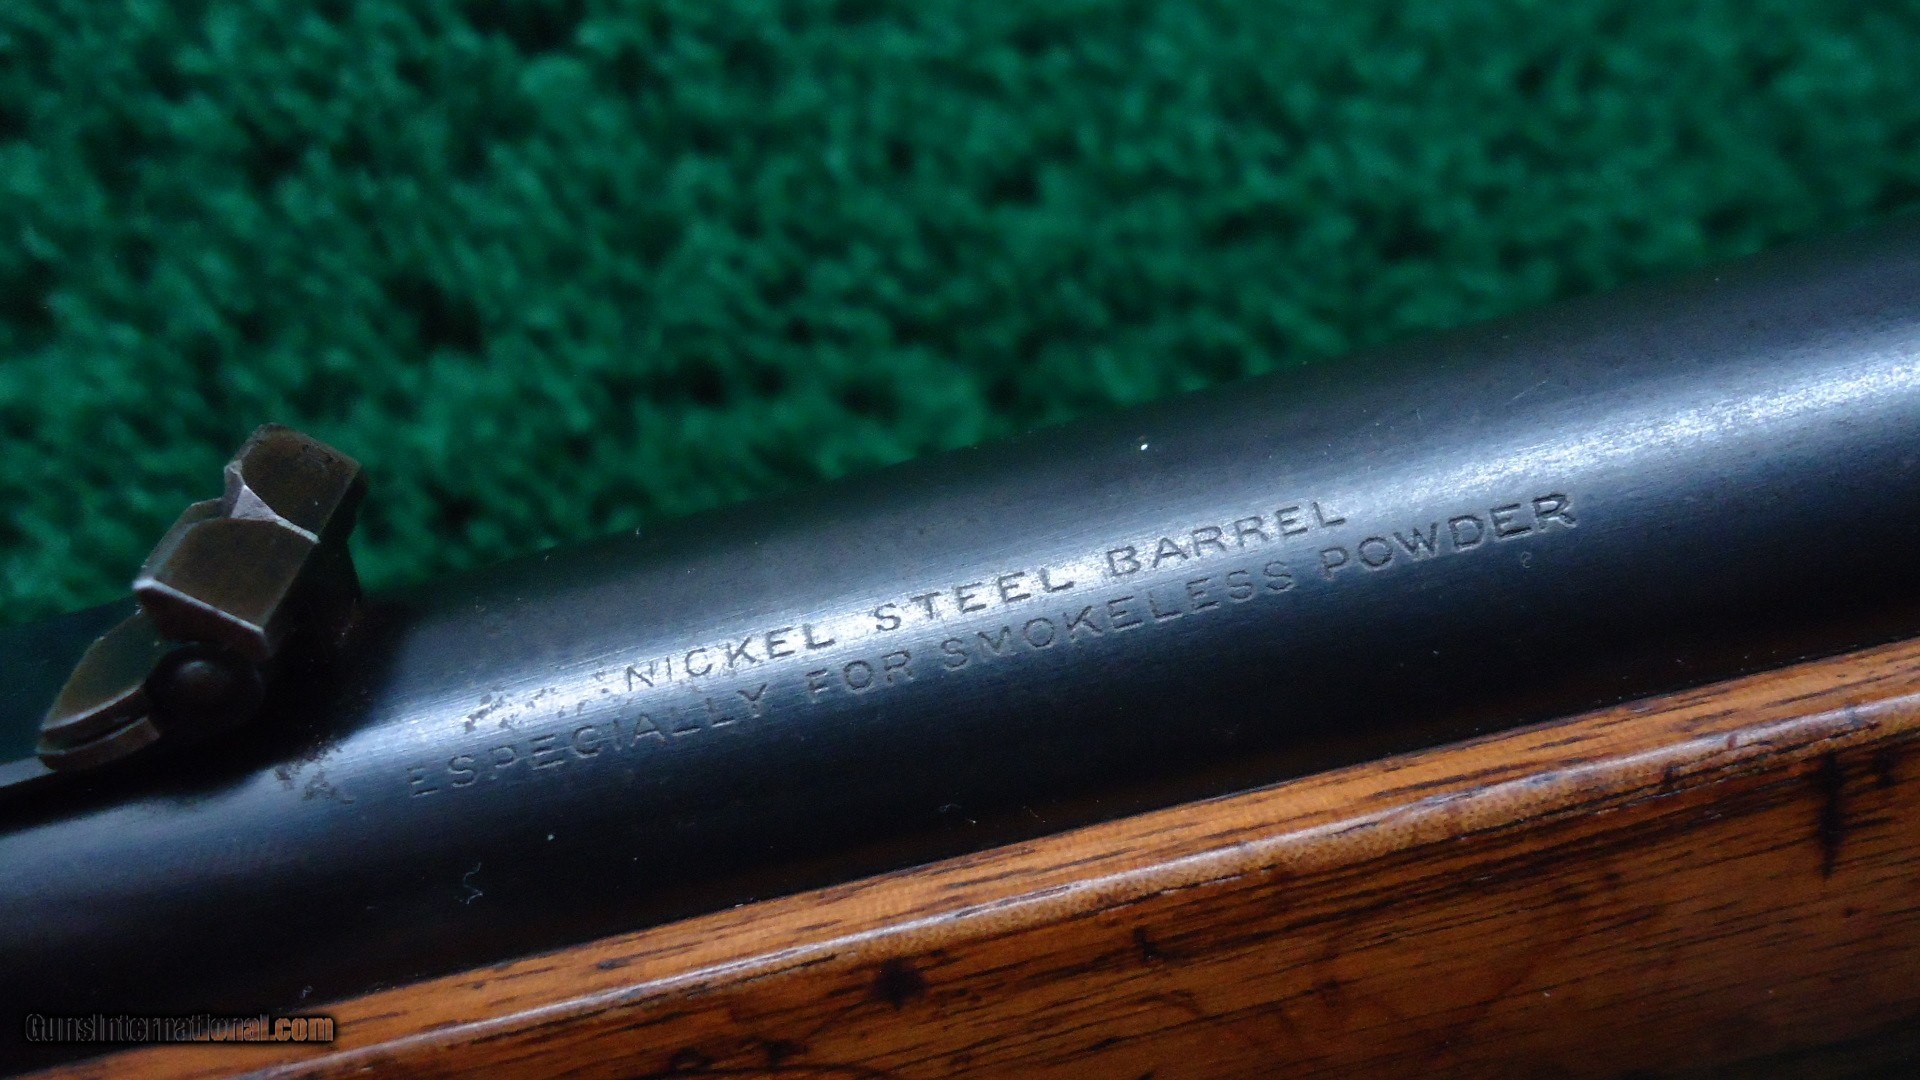 NICKEL STEEL BARREL
ESPECIALLY FOR SMOKELESS POWDER
GunsInternational.com